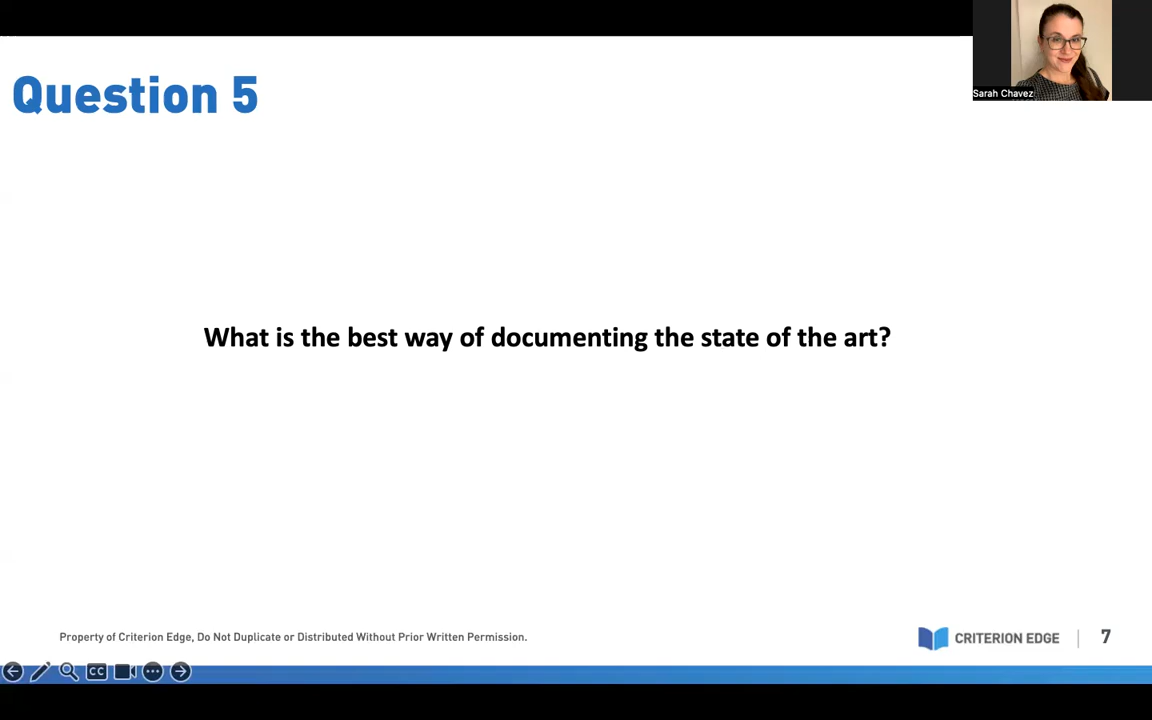 Question 5
Sarah Chavez
What is the best way of documenting the state of the art?
Property of Criterion Edge, Do Not Duplicate or Distributed Without Prior Written Permission.
CRITERION EDGE | 7
CC